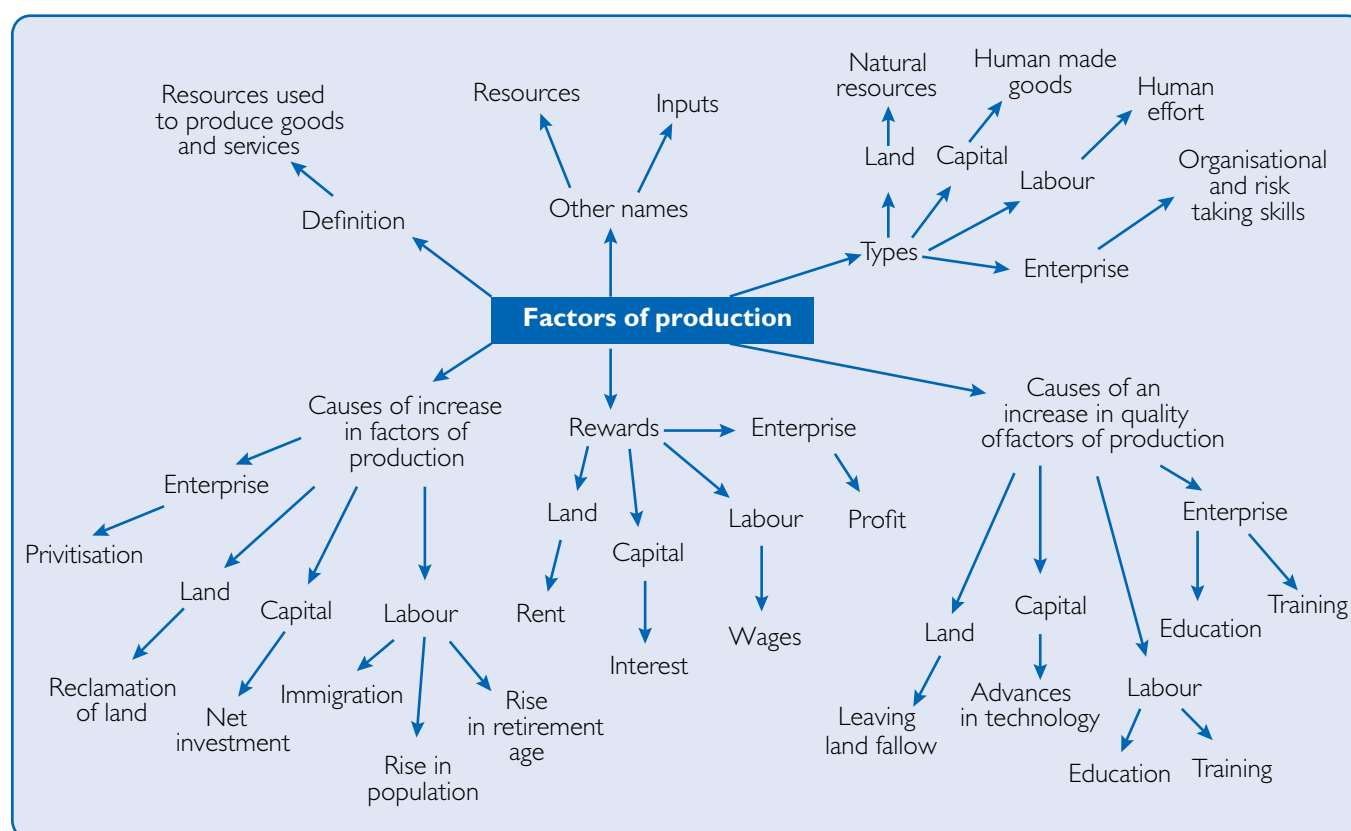 Resources used
to produce goods
and services
Definition
Resources
Inputs
Other names
Natural
resources
Land
Human made
goods
Capital
Human
effort
Labour
Organisational
and risk
taking skills
Types
Enterprise
Factors of production
Causes of increase
in factors of
production
Enterprise
Privitisation
Land
Reclamation
of land
Capital
Net
investment
Labour
Immigration
Rise in
population
Rise
in retirement
age
Rewards
Enterprise
Profit
Land
Rent
Capital
Interest
Labour
Wages
Causes of an
increase in quality
offactors of production
Land
Leaving
land fallow
Capital
Advances
in technology
Labour
Education
Training
Enterprise
Education
Training